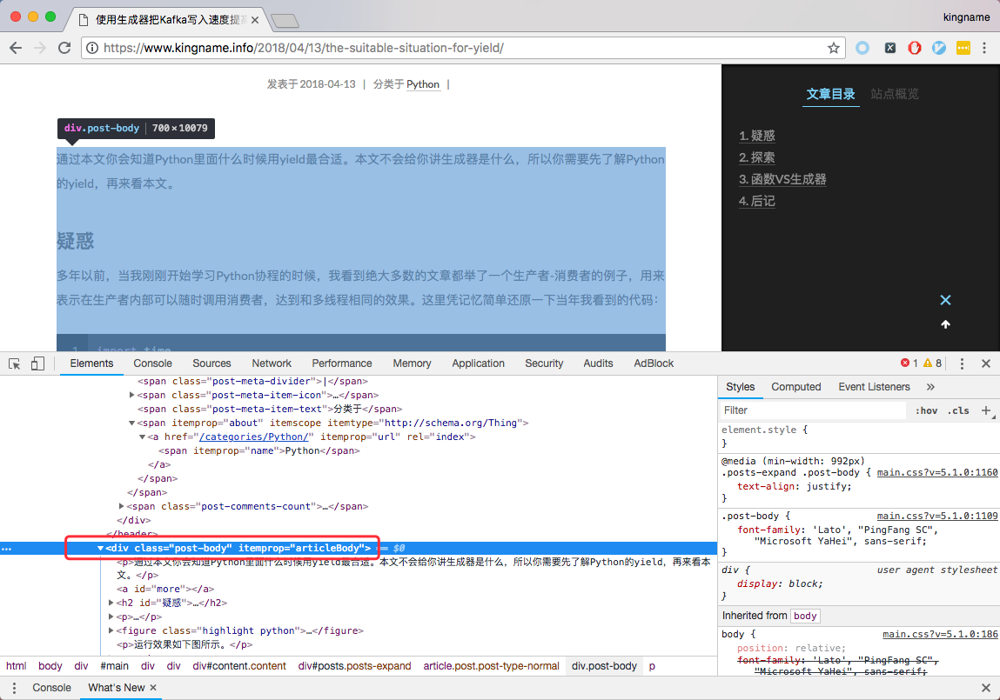 使用生成器把Kafka写入速度提高
kingname
https://www.kingname.info/2018/04/13/the-suitable-situation-for-yield/
发表于 2018-04-13 | 分类于 Python |
div.post-body | 700 × 10079
通过本文你会知道Python里面什么时候用yield最合适。本文不会给你讲生成器是什么，所以你需要先了解Python
的yield，再来看本文。
疑惑
多年以前，当我刚刚开始学习Python协程的时候，我看到绝大多数的文章都举了一个生产者-消费者的例子，用来
表示在生产者内部可以随时调用消费者，达到和多线程相同的效果。这里凭记忆简单还原一下当年我看到的代码：
1 import time
文章目录 站点概览
1. 疑惑
2. 探索
3. 函数VS生成器
4. 后记
Elements Console Sources Network Performance Memory Application Security Audits AdBlock 1 8
<span class="post-meta-divider">|</span>
<span class="post-meta-item-icon">…</span>
<span class="post-meta-item-text">分类于</span>
<span itemprop="about" itemscope itemtype="http://schema.org/Thing">
<a href="/categories/Python/" itemprop="url" rel="index">
<span itemprop="name">Python</span>
</a>
</span>
</span>
<span class="post-comments-count">…</span>
</div>
</header>
<div class="post-body" itemprop="articleBody"> == $0
<p>通过本文你会知道Python里面什么时候用yield最合适。本文不会给你讲生成器是什么，所以你需要先了解Python的yield，再来看本
文。</p>
<a id="more"></a>
<h2 id="疑惑">…</h2>
<p>…</p>
<figure class="highlight python">…</figure>
<p>运行效果如下图所示。</p>
html body div #main div div div#content.content div#posts.posts-expand article.post.post-type-normal div.post-body p
Styles Computed Event Listeners »
Filter :hov .cls +
element.style {
}
@media (min-width: 992px)
.posts-expand .post-body { main.css?v=5.1.0:1160
text-align: justify;
}
.post-body { main.css?v=5.1.0:1109
font-family: 'Lato', "PingFang SC",
"Microsoft YaHei", sans-serif;
}
div { user agent stylesheet
display: block;
}
Inherited from body
body { main.css?v=5.1.0:186
position: relative;
font-family: 'Lato', "PingFang SC",
"Microsoft YaHei", sans-serif;
Console What's New ×